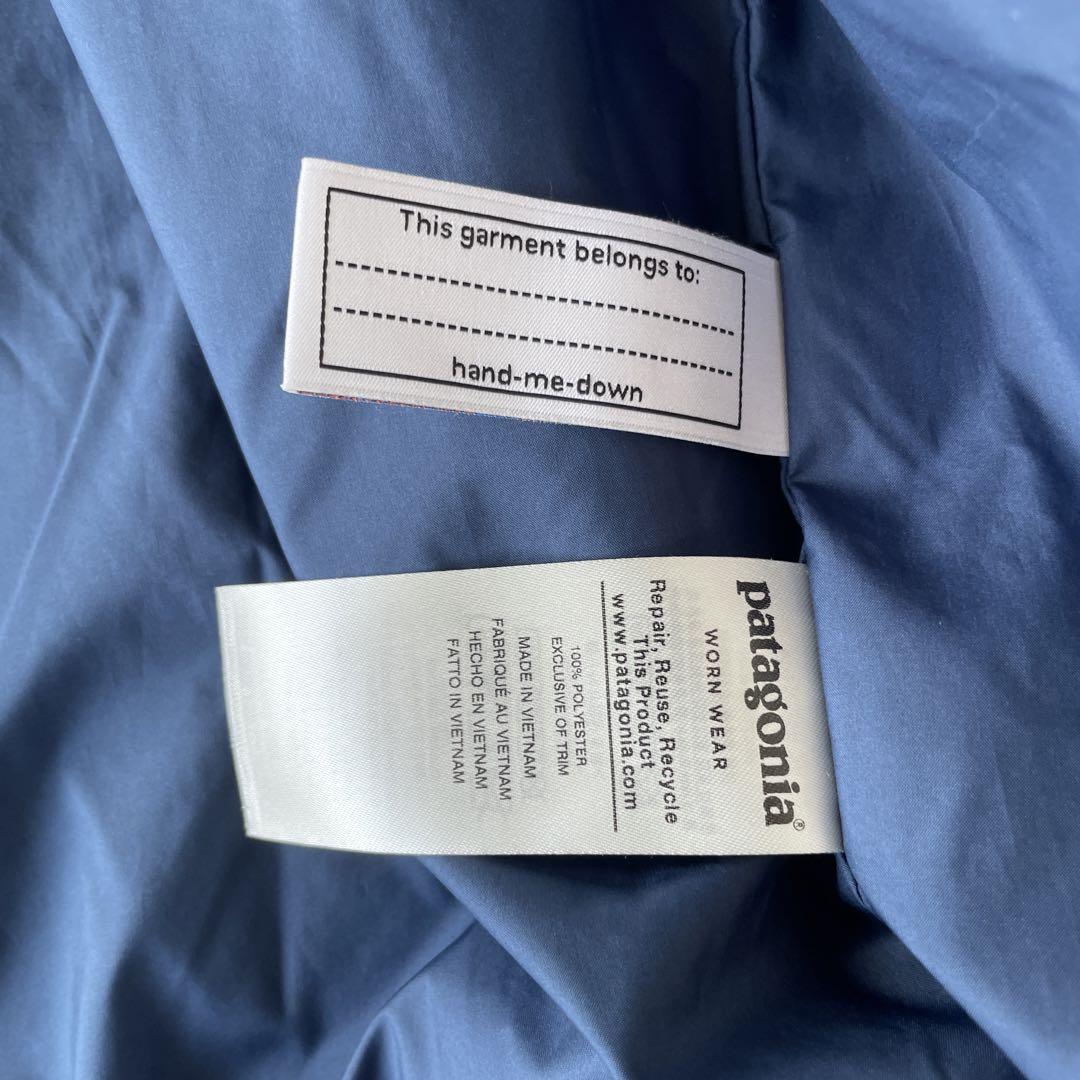 This garment belongs to:
hand-me-down
patagonia®
WORN WEAR
Repair, Reuse, Recycle
This Product
www.patagonia.com
100% POLYESTER
EXCLUSIVE OF TRIM
MADE IN VIETNAM
FABRIQUÉ AU VIETNAM
HECHO EN VIETNAM
FATTO IN VIETNAM